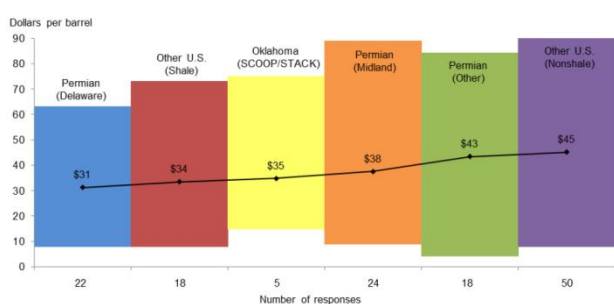 Dollars per barrel
90
80
70
60
50
40
30
20
10
0
Permian
(Delaware)
Other U.S.
(Shale)
Oklahoma
(SCOOP/STACK)
Permian
(Midland)
Permian
(Other)
Other U.S.
(Nonshale)
$31
$34
$35
$38
$43
$45
22
18
5
24
18
50
Number of responses